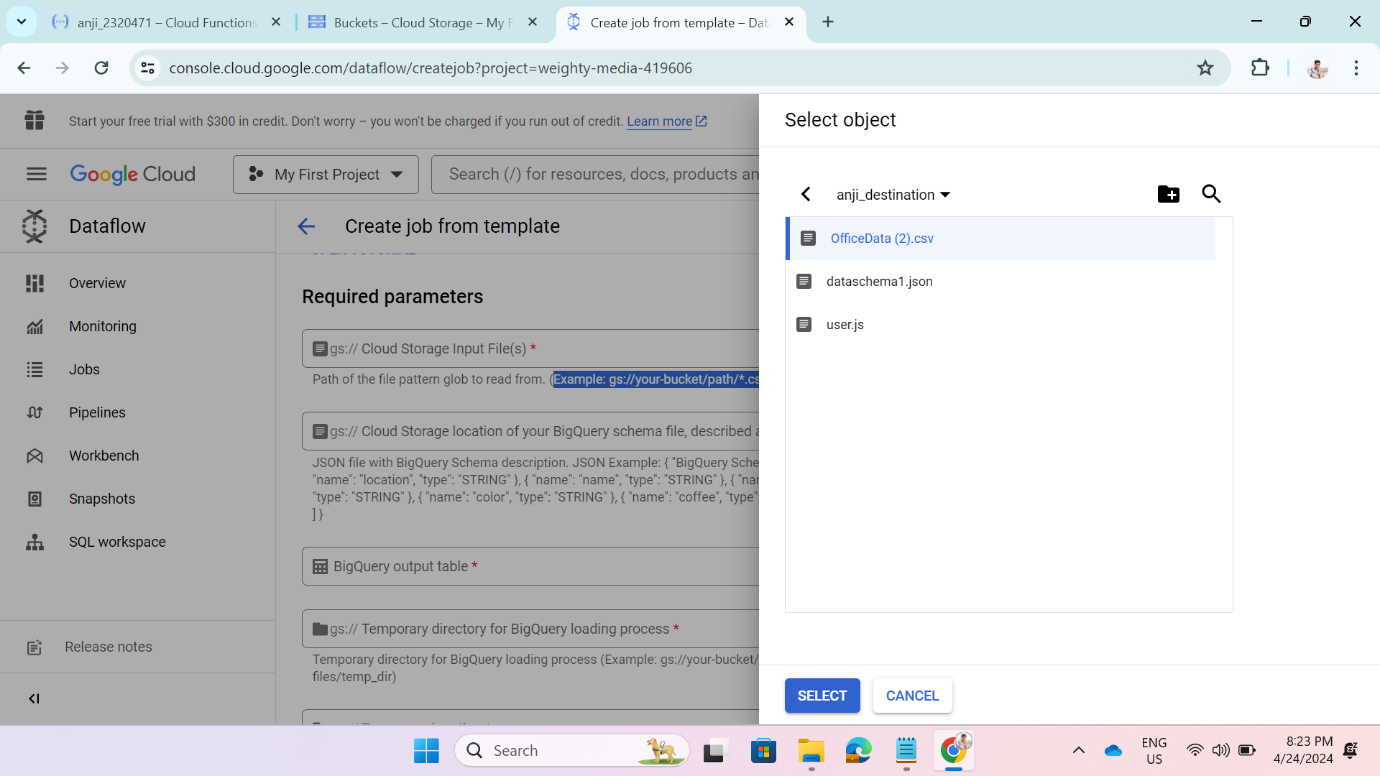 anji_2320471 – Cloud Functions
Buckets – Cloud Storage – My F
Create job from template – Dat
console.cloud.google.com/dataflow/createjob?project=weighty-media-419606
Start your free trial with $300 in credit. Don't worry – you won't be charged if you run out of credit. Learn more
Google Cloud
My First Project
Search (/) for resources, docs, products an
Dataflow
Overview
Monitoring
Jobs
Pipelines
Workbench
Snapshots
SQL workspace
Release notes
Create job from template
OPEN TUTORIAL
Required parameters
gs:// Cloud Storage Input File(s) *
Path of the file pattern glob to read from. (Example: gs://your-bucket/path/*.cs
gs:// Cloud Storage location of your BigQuery schema file, described a
JSON file with BigQuery Schema description. JSON Example: { "BigQuery Sche
"name": "location", "type": "STRING" }, { "name": "name", "type": "STRING" }, { "nar
"type": "STRING" }, { "name": "color", "type": "STRING" }, { "name": "coffee", "type"
] }
BigQuery output table *
gs:// Temporary directory for BigQuery loading process *
Temporary directory for BigQuery loading process (Example: gs://your-bucket/
files/temp_dir)
Select object
anji_destination
OfficeData (2).csv
dataschema1.json
user.js
SELECT
CANCEL
Search
ENG
US
8:23 PM
4/24/2024